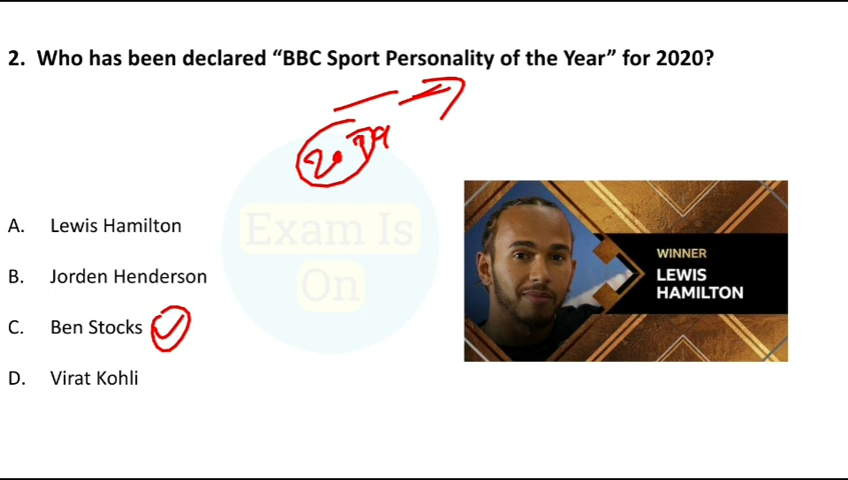 2. Who has been declared “BBC Sport Personality of the Year” for 2020?
2019
Exam Is
On
A. Lewis Hamilton
B. Jorden Henderson
C. Ben Stocks
D. Virat Kohli
WINNER
LEWIS
HAMILTON